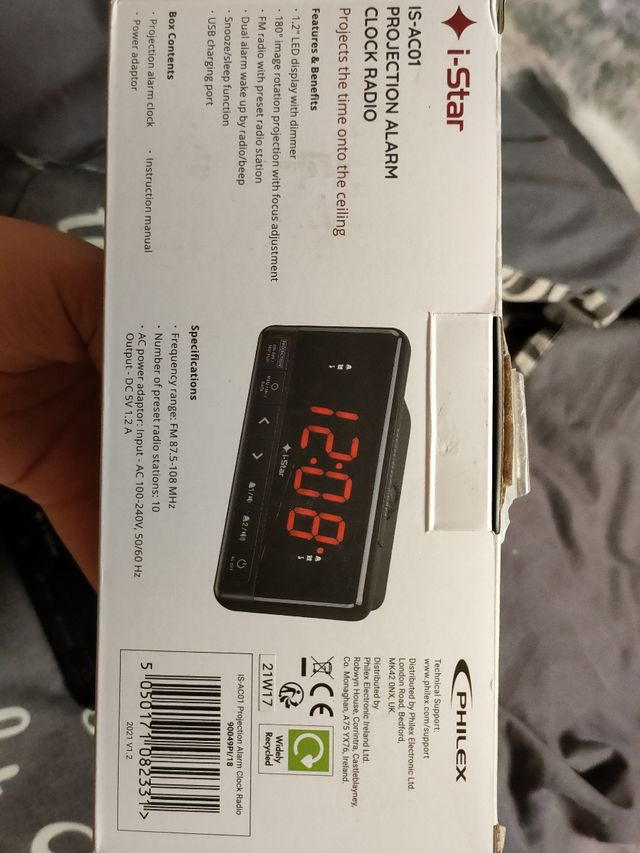 i-Star
IS-AC01
PROJECTION ALARM
CLOCK RADIO
Projects the time onto the ceiling
Features & Benefits
· 1.2" LED display with dimmer
· 180° image rotation projection with focus adjustment
· FM radio with preset radio station
· Dual alarm wake up by radio/beep
· Snooze/sleep function
· USB charging port
Box Contents
· Projection alarm clock · Instruction manual
· Power adaptor
12:08
i-Star
Specifications
· Frequency range: FM 87.5-108 MHz
· Number of preset radio stations: 10
· AC power adaptor: Input - AC 100-240V, 50/60 Hz
Output - DC 5V 1.2 A
PHILEX
Technical Support:
www.philex.com/support
Distributed by Philex Electronic Ltd.
London Road, Bedford,
MK42 0NX, UK.
Distributed by
Philex Electronic Ireland Ltd.
Robwyn House, Corrintra, Castleblayney,
Co. Monaghan, A75 YX76, Ireland.
CE
21W17
Widely
Recycled
IS-AC01 Projection Alarm Clock Radio
90049PI/18
5 050171 082331 >
2021 V1.2